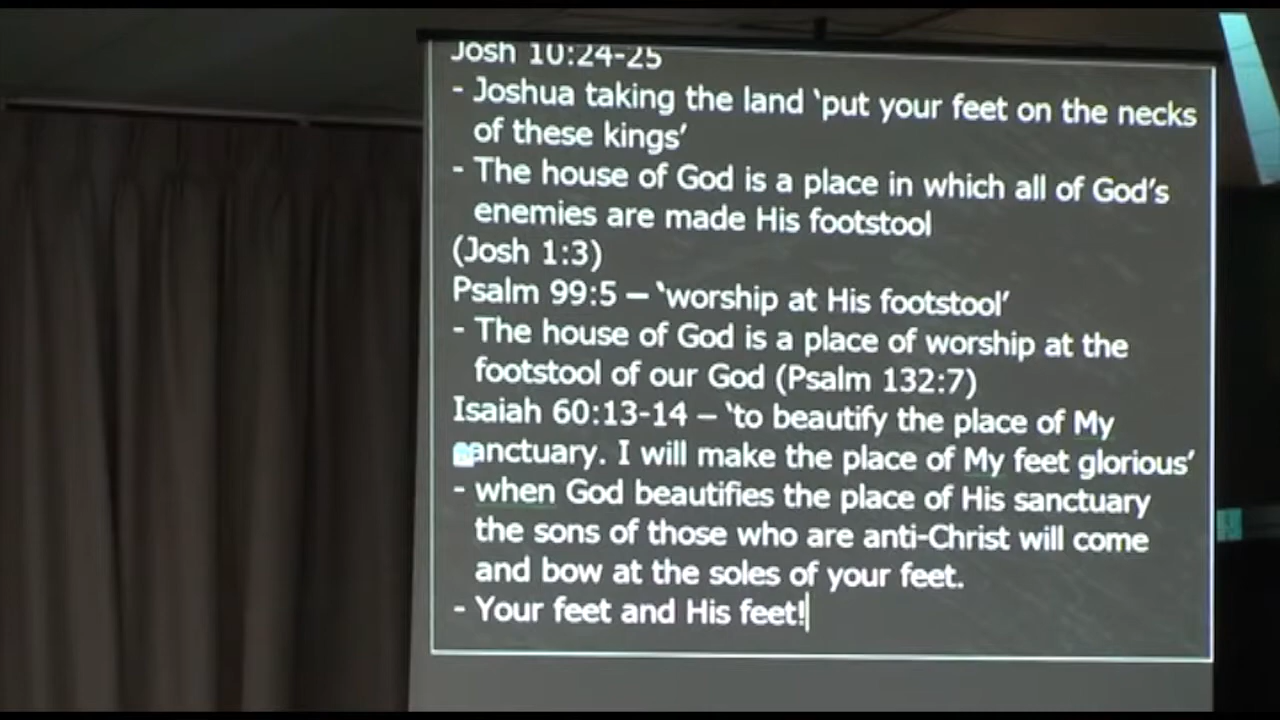 Josh 10:24-25
- Joshua taking the land ‘put your feet on the necks
of these kings’
- The house of God is a place in which all of God’s
enemies are made His footstool
(Josh 1:3)
Psalm 99:5 – ‘worship at His footstool’
- The house of God is a place of worship at the
footstool of our God (Psalm 132:7)
Isaiah 60:13-14 – ‘to beautify the place of My
sanctuary. I will make the place of My feet glorious’
- when God beautifies the place of His sanctuary
the sons of those who are anti-Christ will come
and bow at the soles of your feet.
- Your feet and His feet!